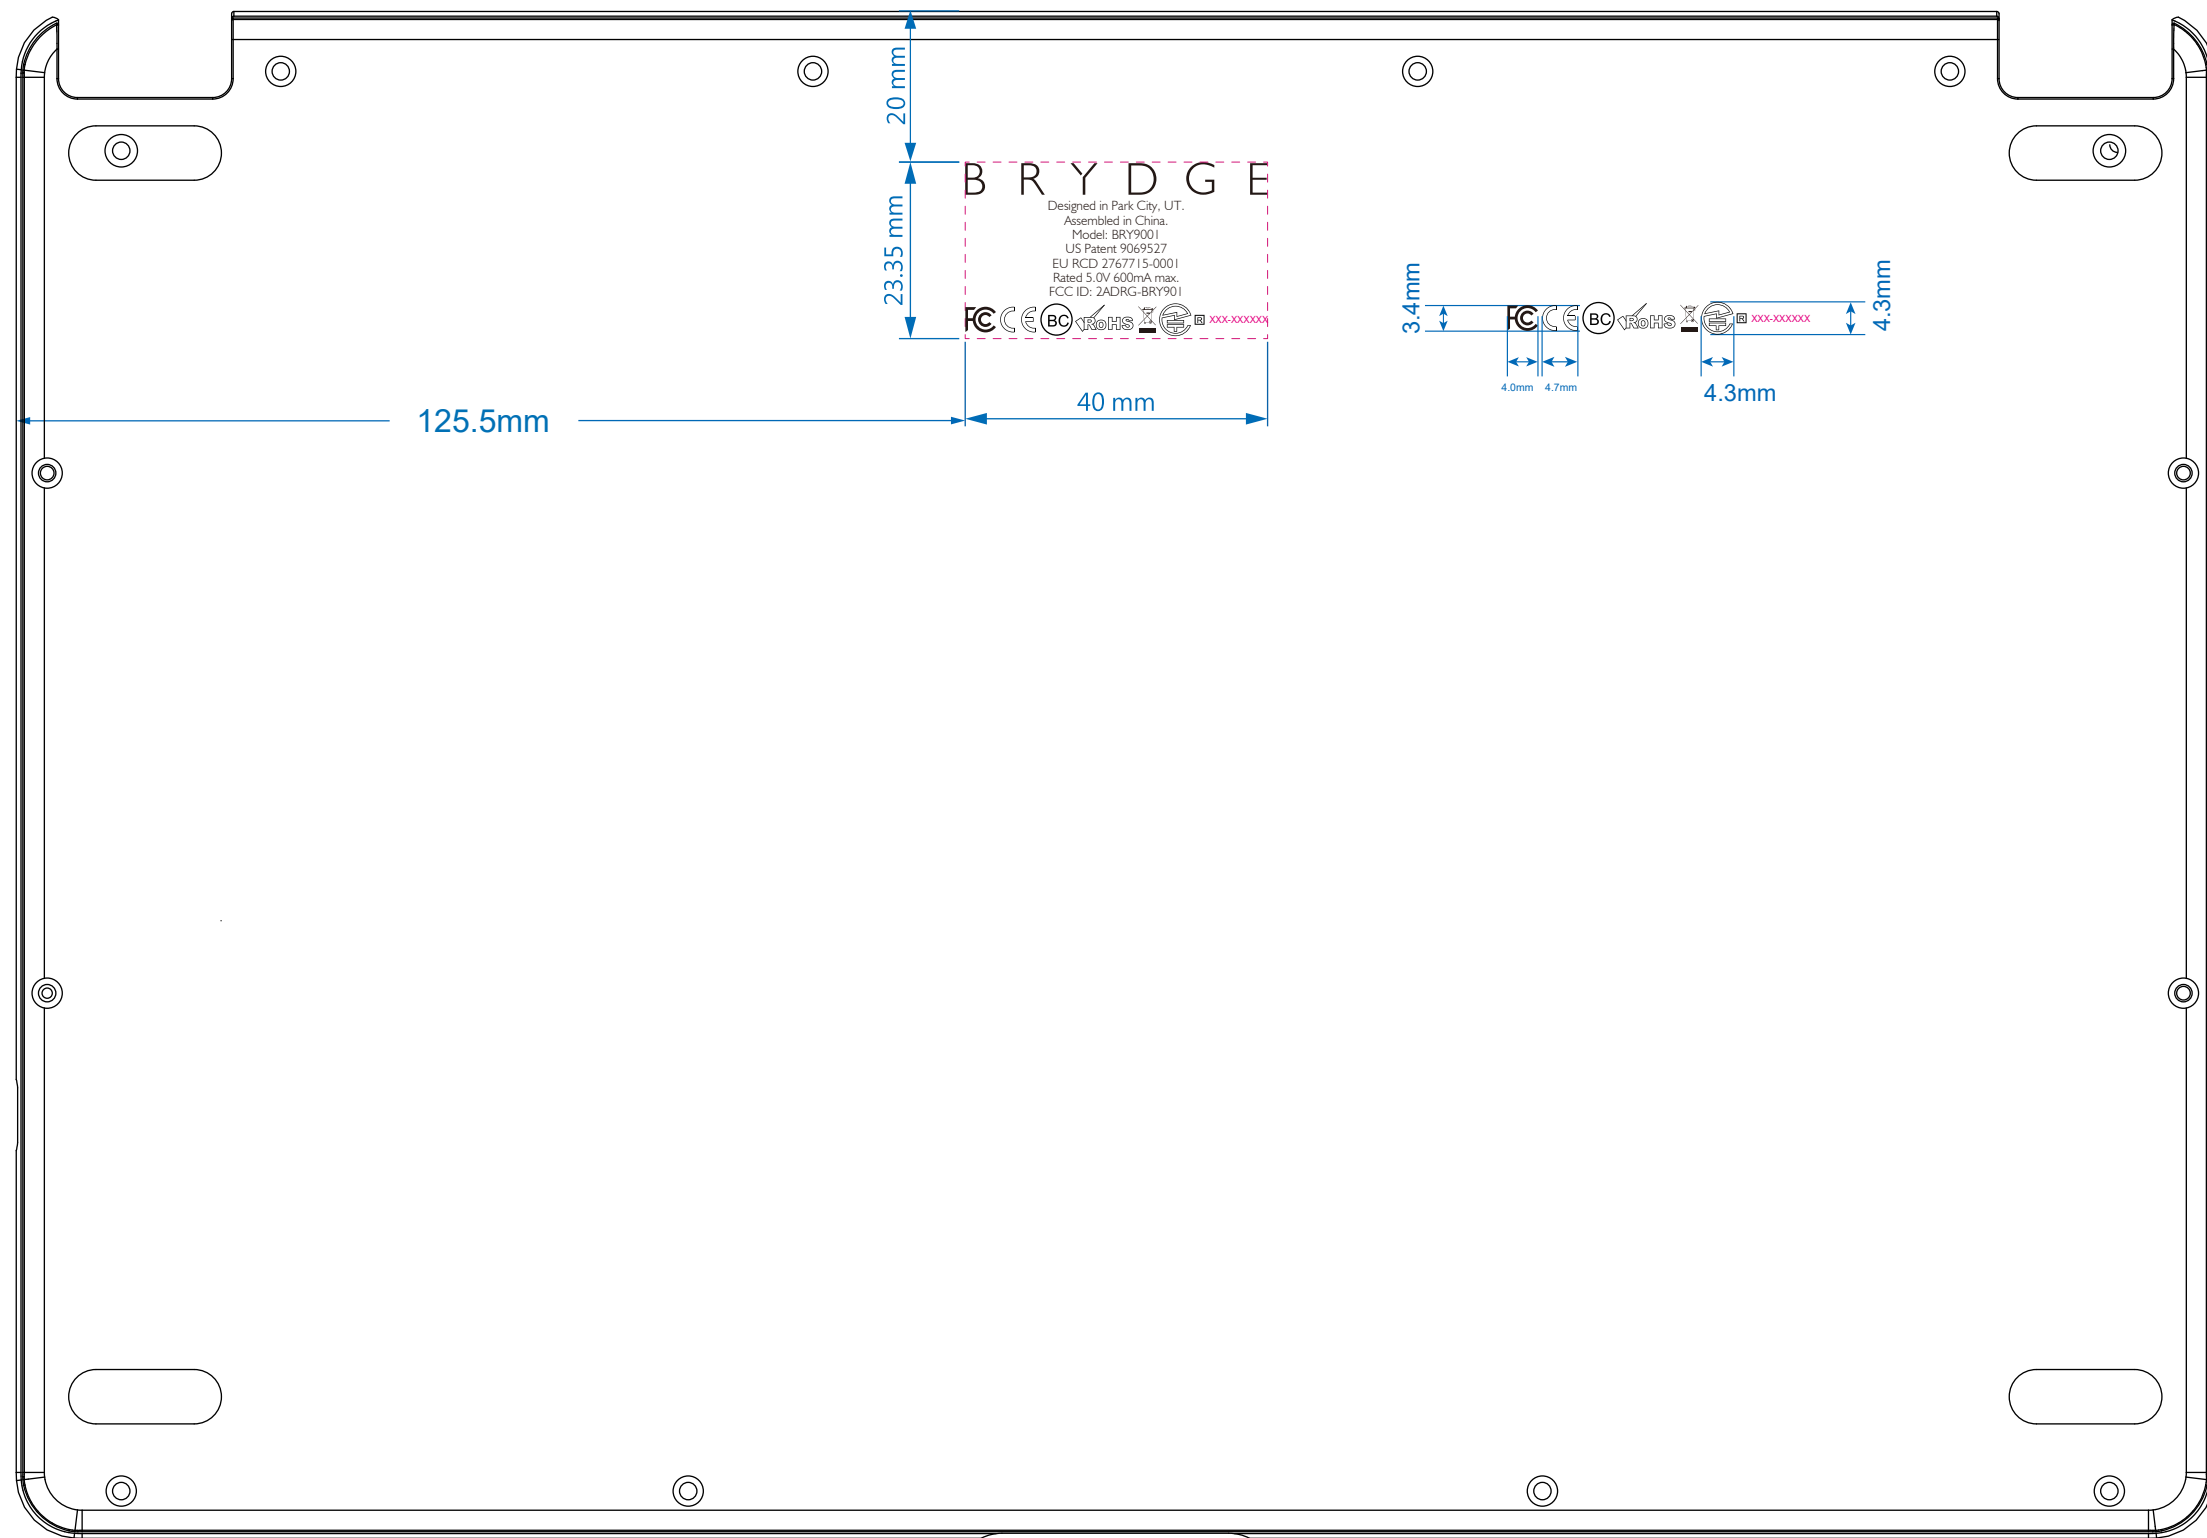 20 mm
B R Y D G E
Designed in Park City, UT.
Assembled in China.
Model: BRY9001
US Patent 9069527
EU RCD 2767715-0001
Rated 5.0V 600mA max.
FCC ID: 2ADRG-BRY901
FC CE BC RoHS R XXX-XXXXXX
23.35 mm
125.5mm
40 mm
3.4mm
FC CE BC RoHS R XXX-XXXXXX
4.3mm
4.0mm 4.7mm
4.3mm